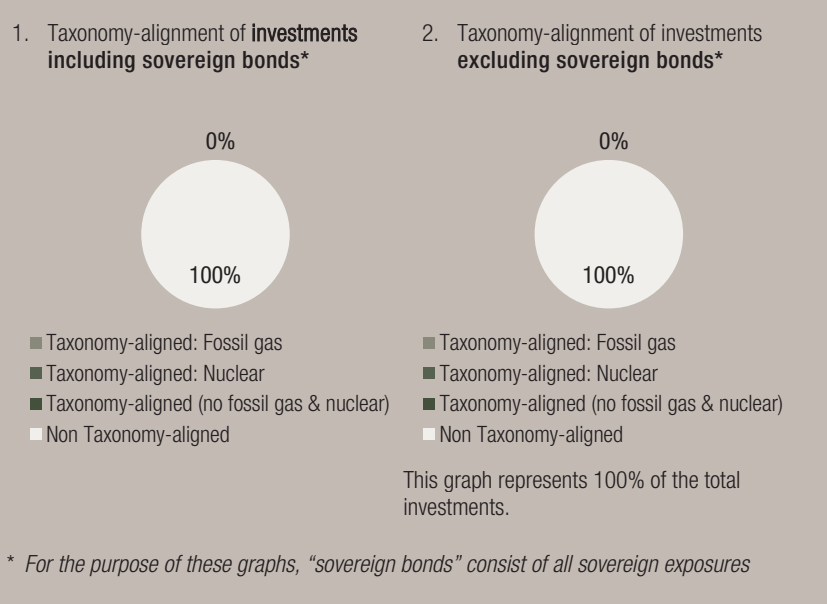 1. Taxonomy-alignment of investments
including sovereign bonds*
0%
100%
Taxonomy-aligned: Fossil gas
Taxonomy-aligned: Nuclear
Taxonomy-aligned (no fossil gas & nuclear)
Non Taxonomy-aligned
2. Taxonomy-alignment of investments
excluding sovereign bonds*
0%
100%
Taxonomy-aligned: Fossil gas
Taxonomy-aligned: Nuclear
Taxonomy-aligned (no fossil gas & nuclear)
Non Taxonomy-aligned
This graph represents 100% of the total
investments.
* For the purpose of these graphs, “sovereign bonds” consist of all sovereign exposures